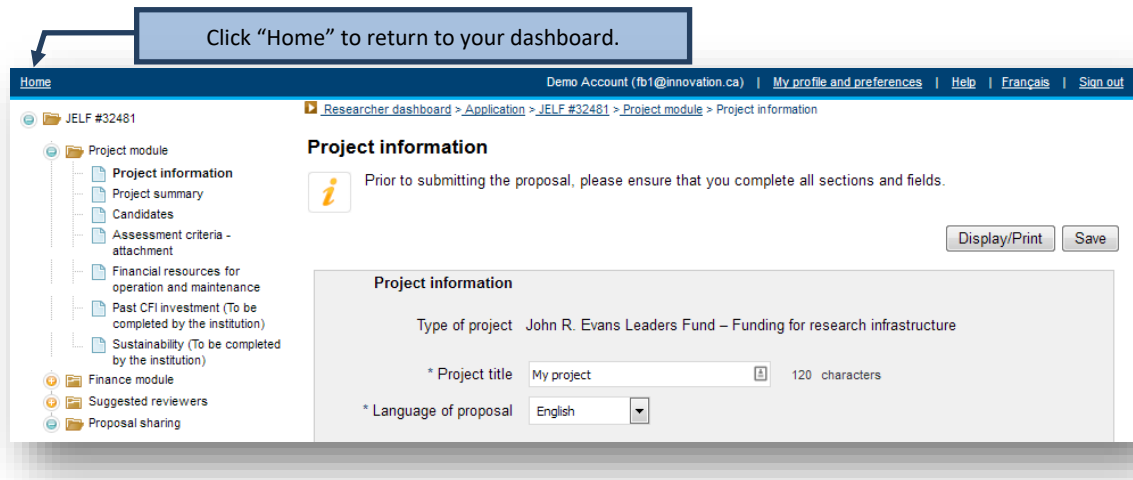 Click “Home” to return to your dashboard.
Home
Demo Account (fb1@innovation.ca) | My profile and preferences | Help | Français | Sign out
JELF #32481
Project module
Project information
Project summary
Candidates
Assessment criteria -
attachment
Financial resources for
operation and maintenance
Past CFI investment (To be
completed by the institution)
Sustainability (To be completed
by the institution)
Finance module
Suggested reviewers
Proposal sharing
Researcher dashboard > Application > JELF #32481 > Project module > Project information
Project information
i Prior to submitting the proposal, please ensure that you complete all sections and fields.
Display/Print Save
Project information
Type of project John R. Evans Leaders Fund – Funding for research infrastructure
* Project title My project 120 characters
* Language of proposal English